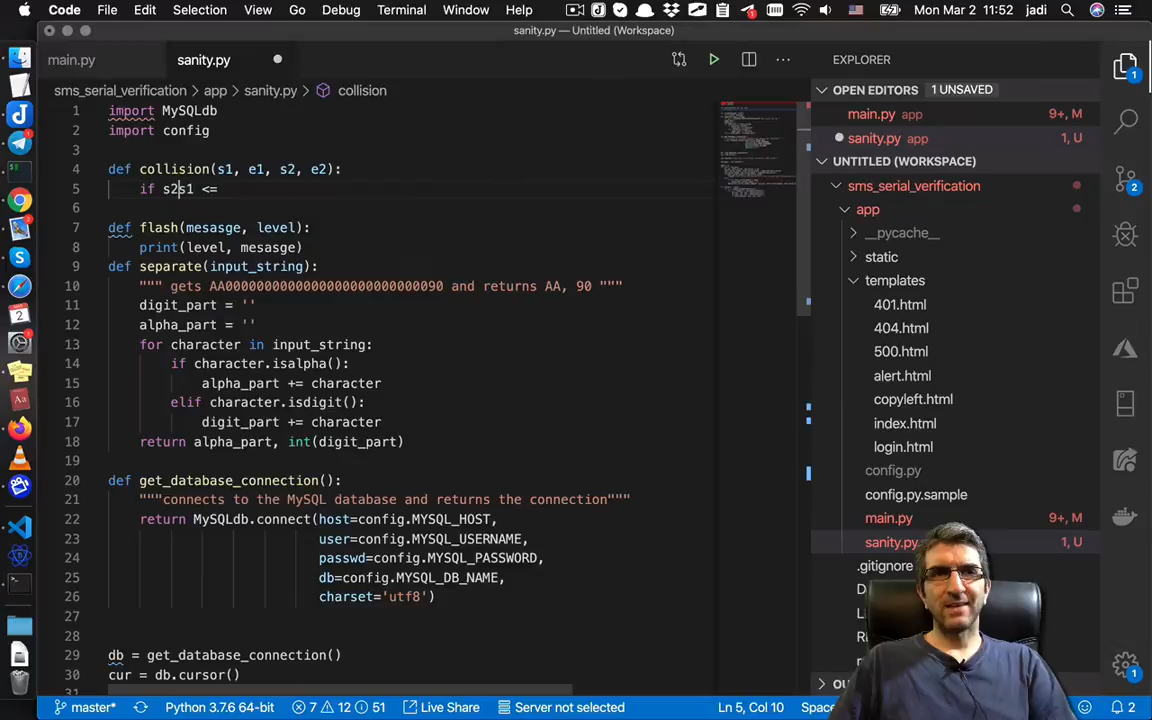 Code File Edit Selection View Go Debug Terminal Window Help Mon Mar 2 11:52 jadi
sanity.py — Untitled (Workspace)
main.py sanity.py
sms_serial_verification app sanity.py collision
1 import MySQLdb
2 import config
3
4 def collision(s1, e1, s2, e2):
5 if s2s1 <=
6
7 def flash(mesasge, level):
8 print(level, mesasge)
9 def separate(input_string):
10 """ gets AA0000000000000000000000000090 and returns AA, 90 """
11 digit_part = ''
12 alpha_part = ''
13 for character in input_string:
14 if character.isalpha():
15 alpha_part += character
16 elif character.isdigit():
17 digit_part += character
18 return alpha_part, int(digit_part)
19
20 def get_database_connection():
21 """connects to the MySQL database and returns the connection"""
22 return MySQLdb.connect(host=config.MYSQL_HOST,
23 user=config.MYSQL_USERNAME,
24 passwd=config.MYSQL_PASSWORD,
25 db=config.MYSQL_DB_NAME,
26 charset='utf8')
27
28
29 db = get_database_connection()
30 cur = db.cursor()
31
EXPLORER
OPEN EDITORS 1 UNSAVED
main.py app 9+, M
sanity.py app 1, U
UNTITLED (WORKSPACE)
sms_serial_verification
app
__pycache__
static
templates
401.html
404.html
500.html
alert.html
copyleft.html
index.html
login.html
config.py
config.py.sample
main.py 9+, M
sanity.py 1, U
.gitignore
master* Python 3.7.6 64-bit 7 12 51 Live Share Server not selected Ln 5, Col 10 2